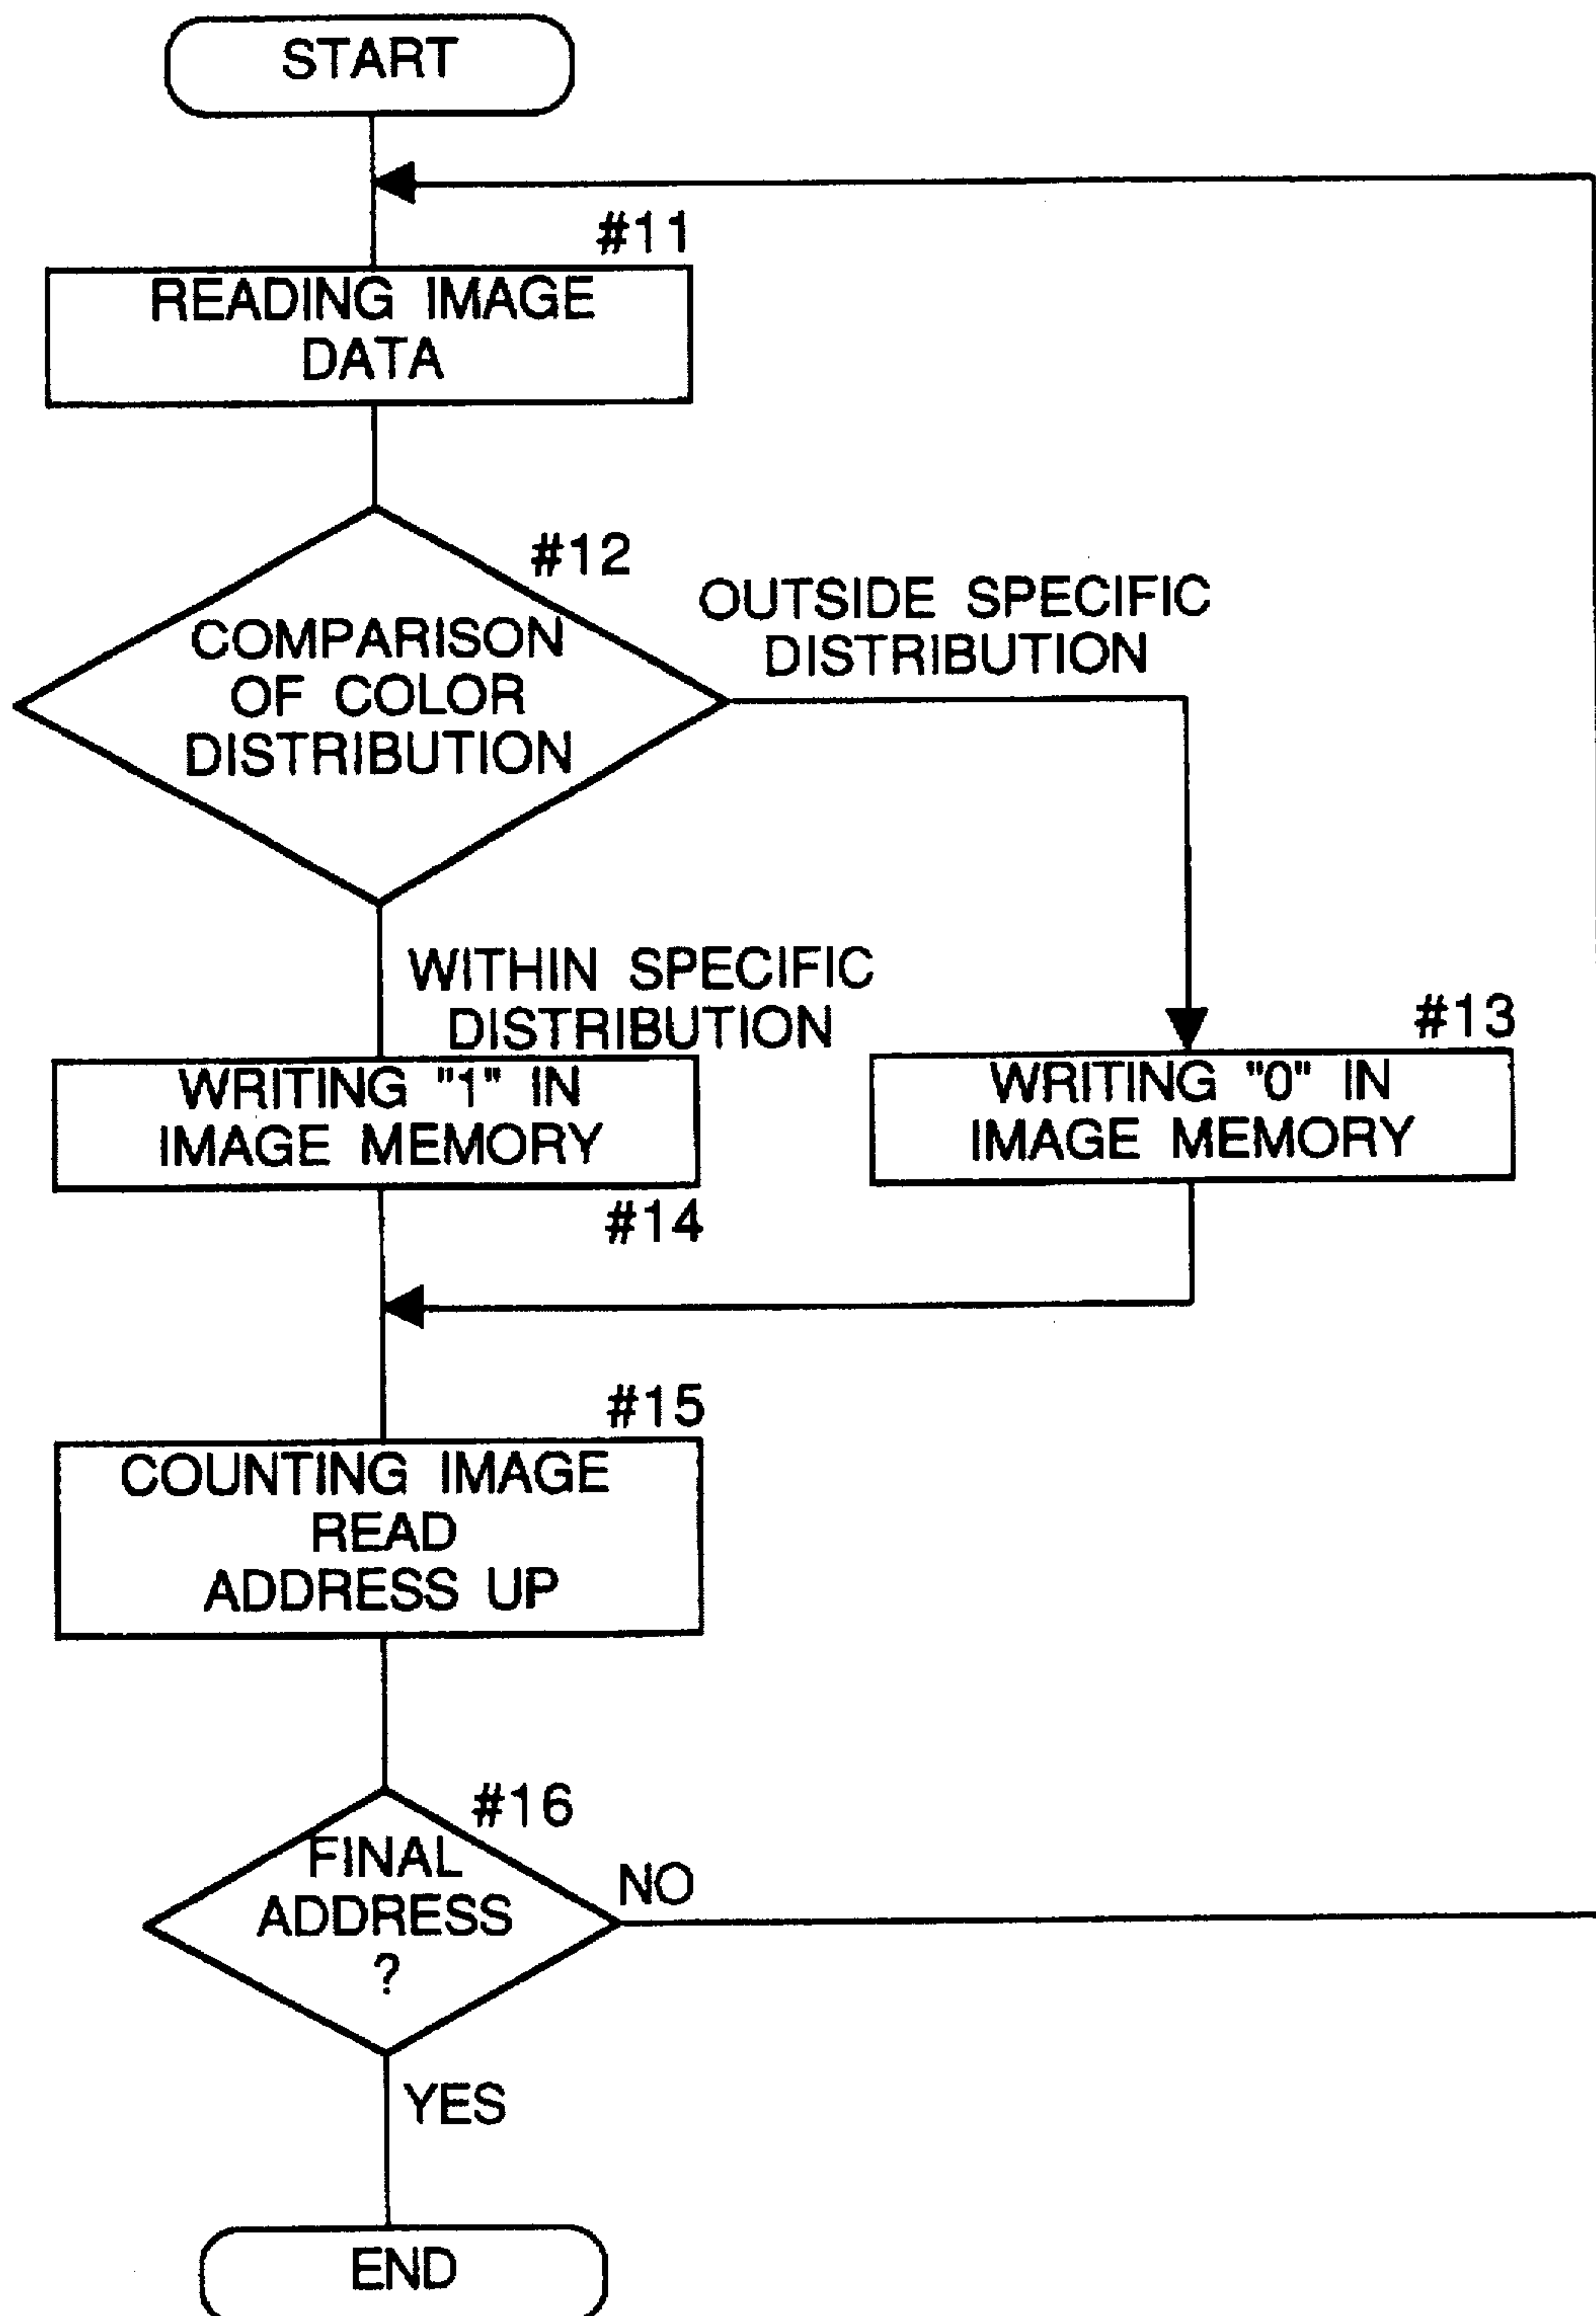 START
#11
READING IMAGE
DATA
#12
COMPARISON
OF COLOR
DISTRIBUTION
OUTSIDE SPECIFIC
DISTRIBUTION
WITHIN SPECIFIC
DISTRIBUTION
#13
WRITING "1" IN
IMAGE MEMORY
WRITING "0" IN
IMAGE MEMORY
#14
#15
COUNTING IMAGE
READ
ADDRESS UP
#16
FINAL
ADDRESS
?
NO
YES
END